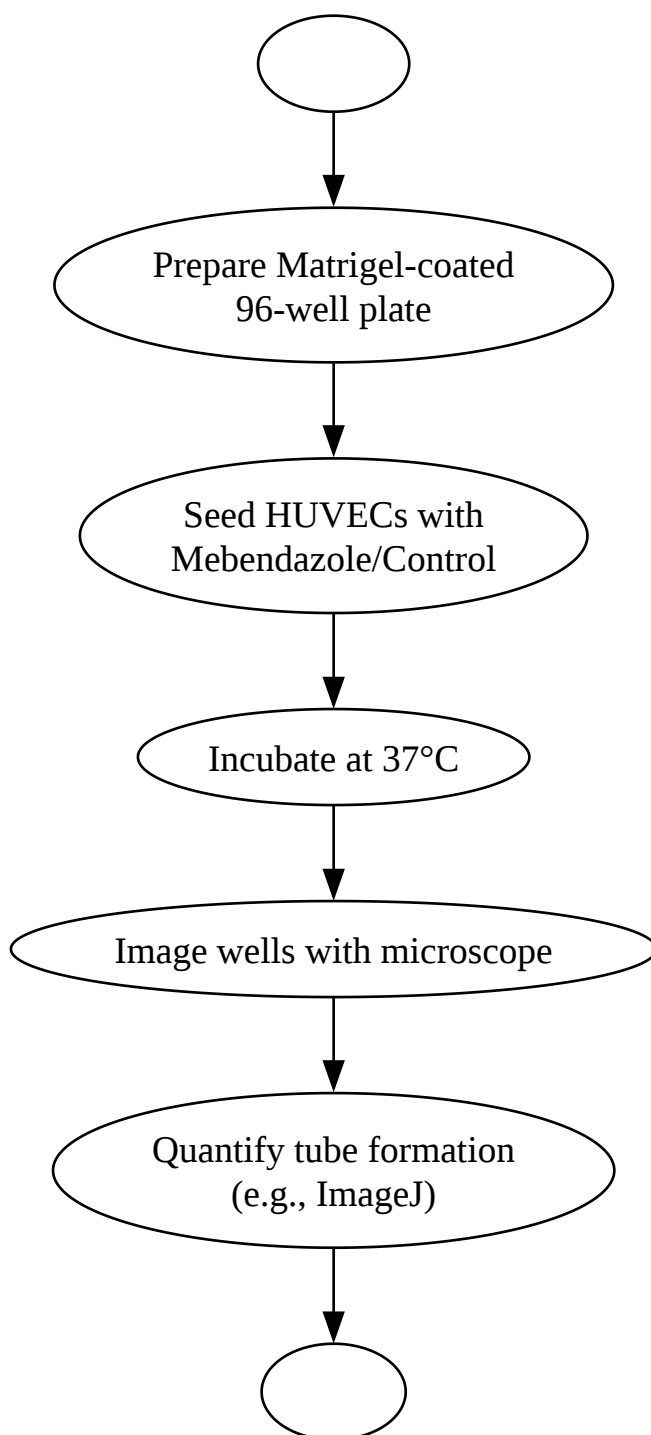 Prepare Matrigel-coated
96-well plate
Seed HUVECs with
Mebendazole/Control
Incubate at 37°C
Image wells with microscope
Quantify tube formation
(e.g., ImageJ)